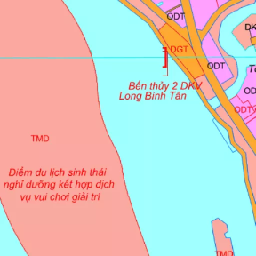 ODT
DGT
ODT
Bến thủy 2 DKV
Long Bình Tân
TMD
Điểm du lịch sinh thái
nghỉ dưỡng kết hợp dịch
vụ vui chơi giải trí
TMD